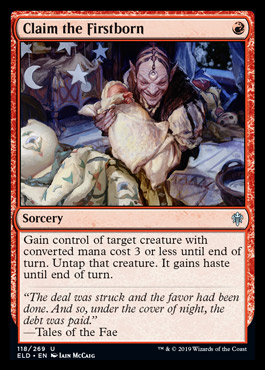 Claim the Firstborn
Sorcery
Gain control of target creature with
converted mana cost 3 or less until end of
turn. Untap that creature. It gains haste
until end of turn.
“The deal was struck and the favor had been
done. And so, under the cover of night, the
debt was paid.”
—Tales of the Fae
118/269 U
ELD • EN Iain McCaig
™ & © 2019 Wizards of the Coast